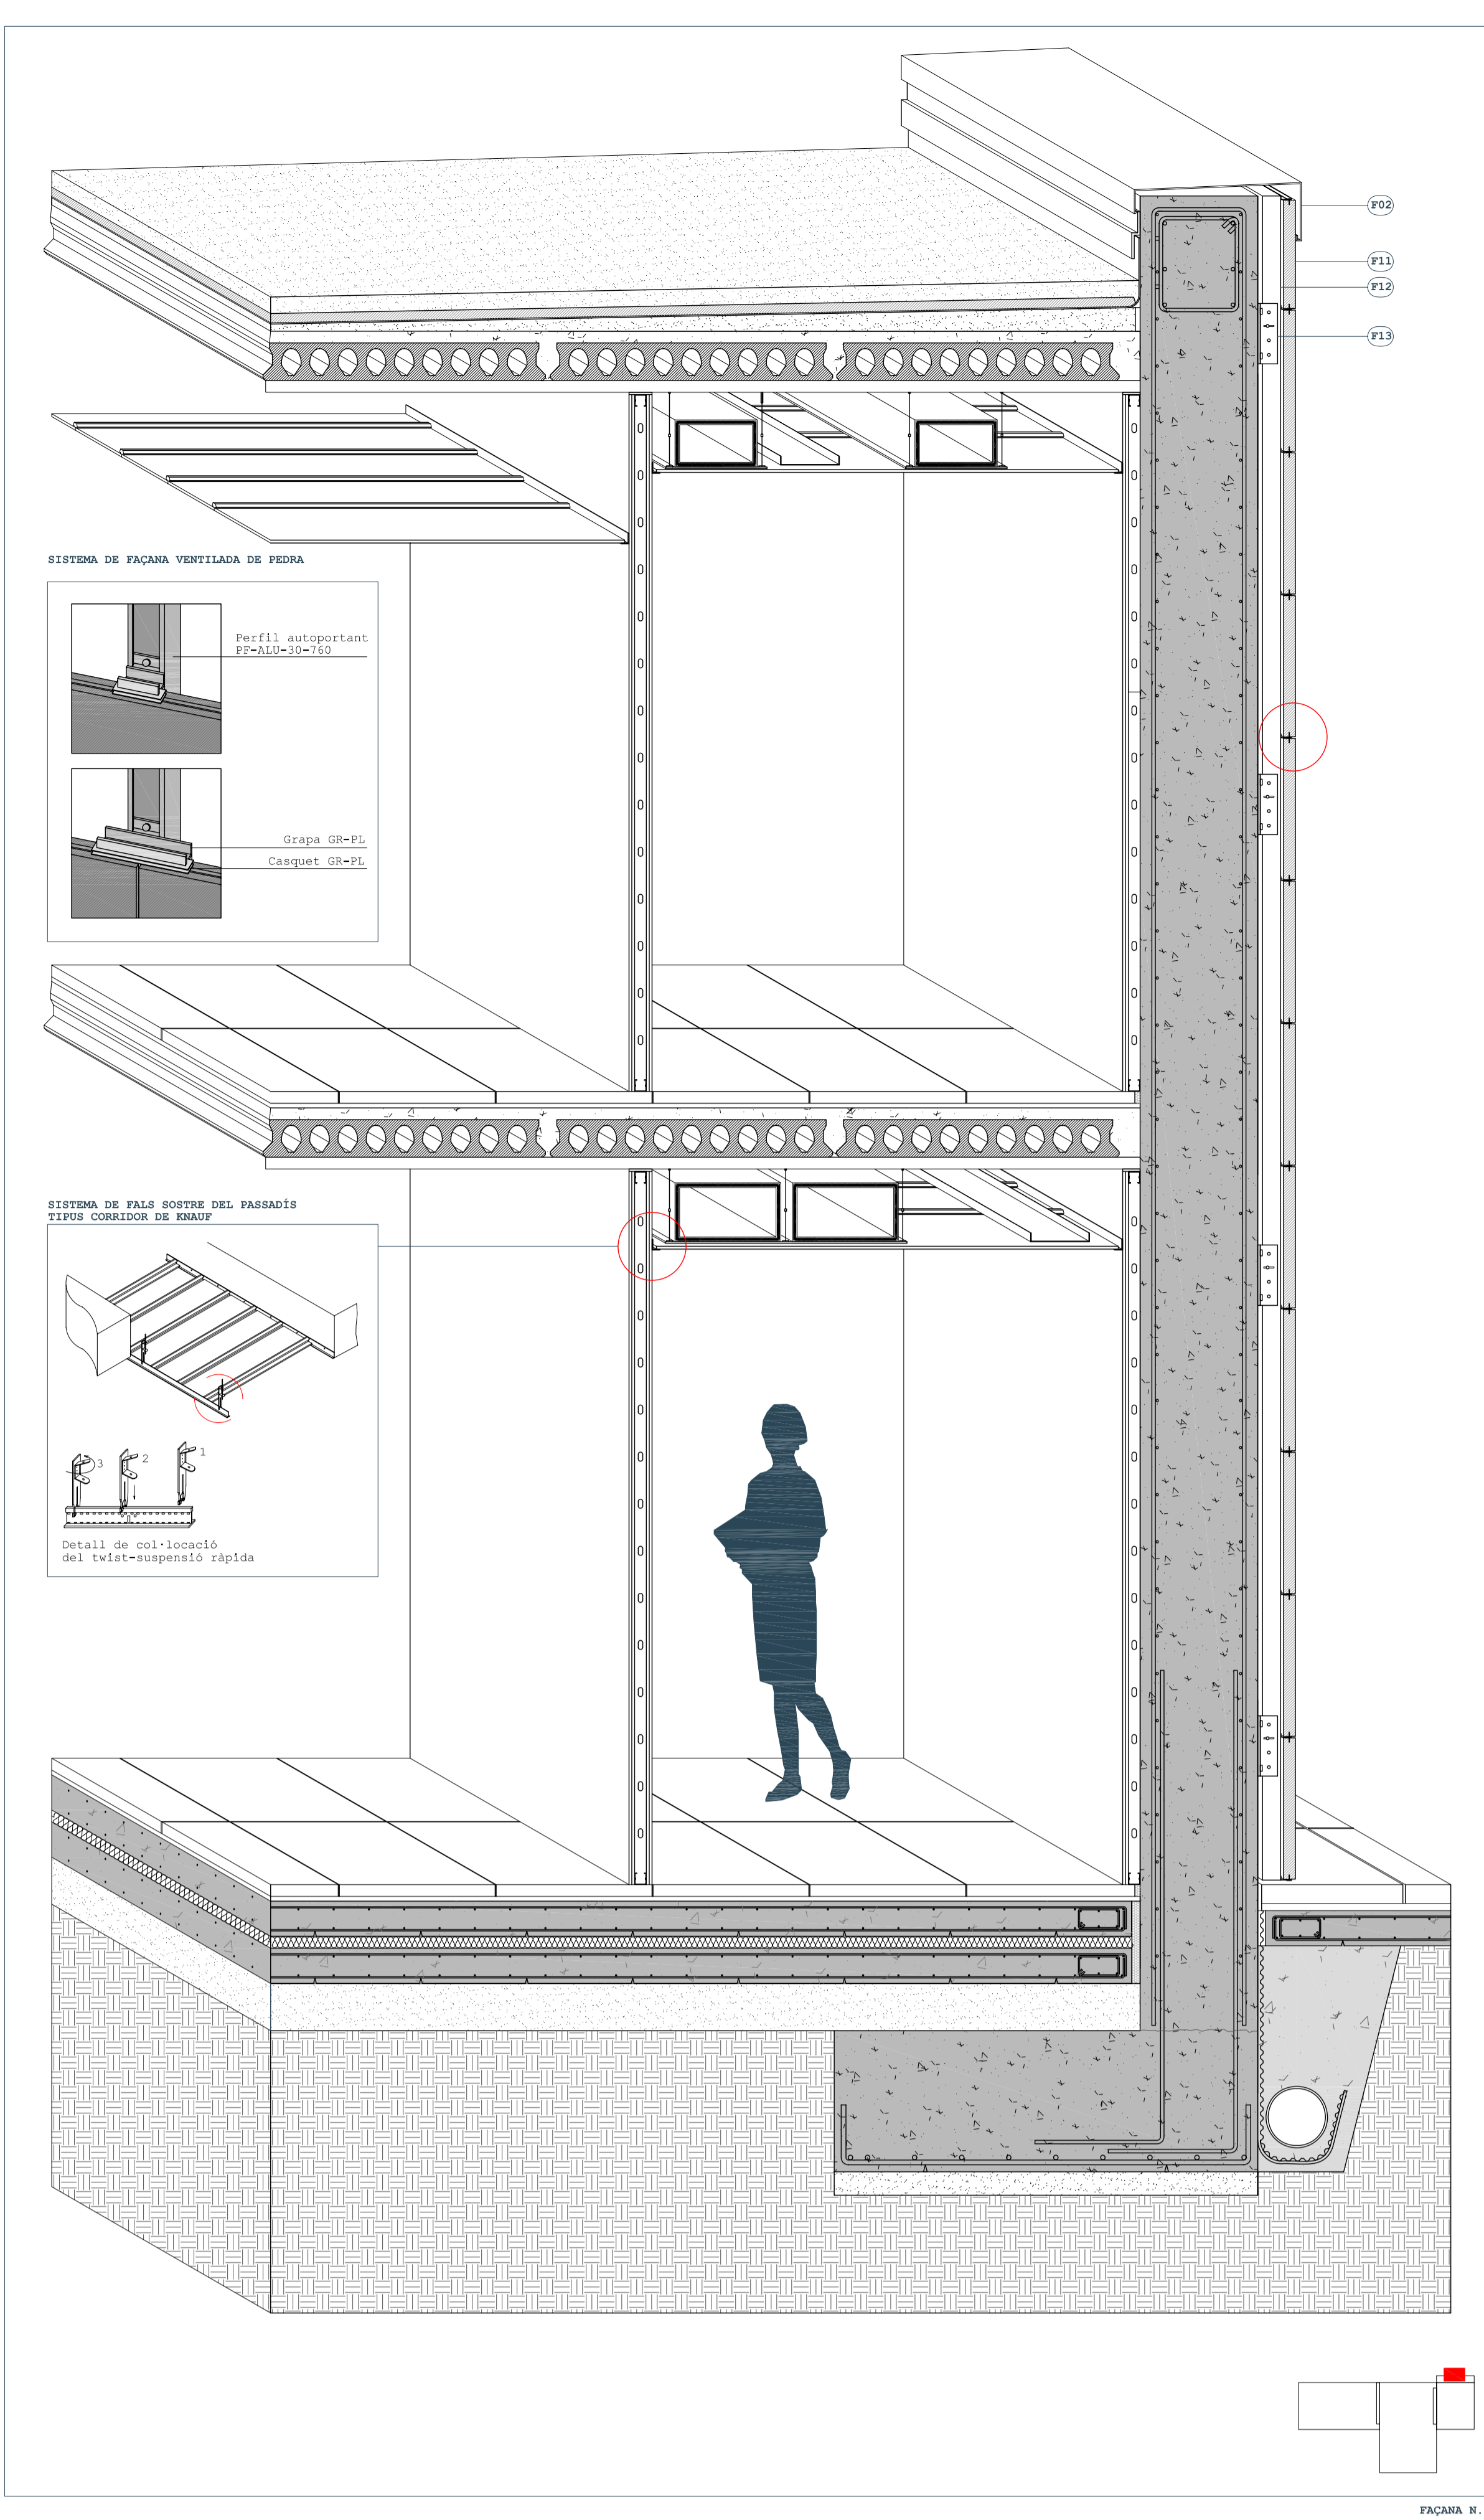 F02
F11
F12
F13
SISTEMA DE FAÇANA VENTILADA DE PEDRA
Perfil autoportant
PF-ALU-30-760
Grapa GR-PL
Casquet GR-PL
SISTEMA DE FALS SOSTRE DEL PASSADÍS
TIPUS CORRIDOR DE KNAUF
1
2
3
Detall de col·locació
del twist-suspensió ràpida
FAÇANA N.